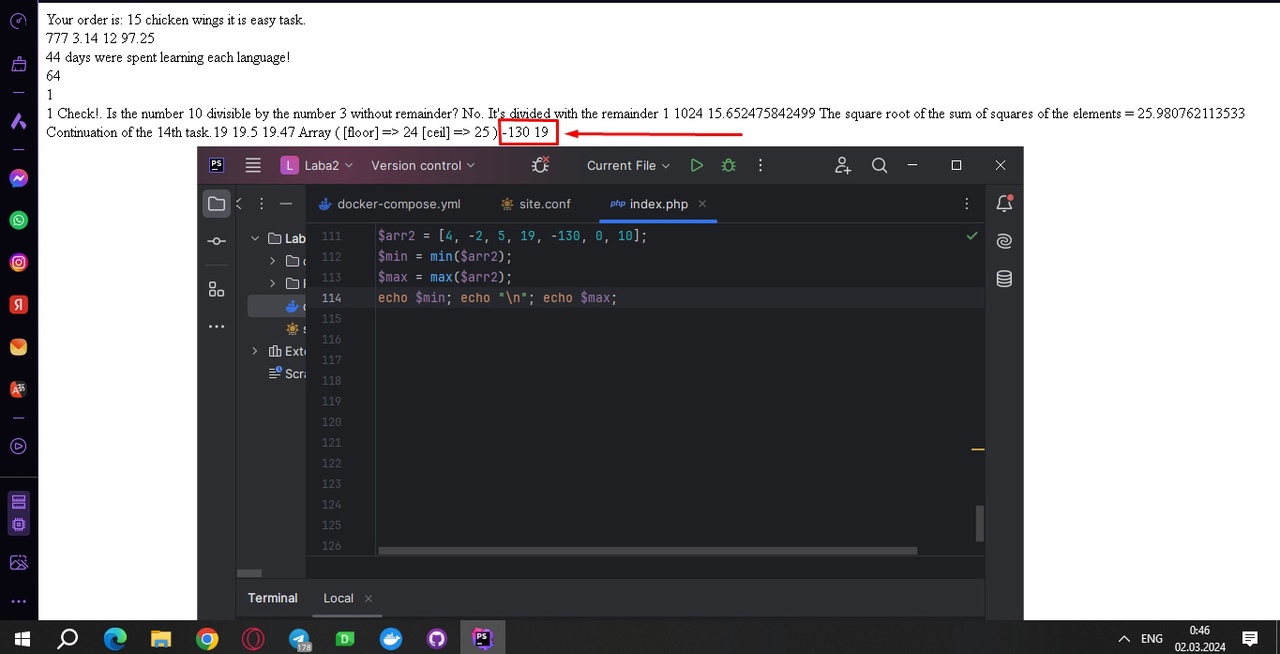 Your order is: 15 chicken wings it is easy task.
777 3.14 12 97.25
44 days were spent learning each language!
64
1
1 Check!. Is the number 10 divisible by the number 3 without remainder? No. It's divided with the remainder 1 1024 15.652475842499 The square root of the sum of squares of the elements = 25.980762113533
Continuation of the 14th task.19 19.5 19.47 Array ( [floor] => 24 [ceil] => 25 ) -130 19
PS L Laba2 Version control Current File
docker-compose.yml site.conf php index.php
Lab
Exte
Scra
111 $arr2 = [4, -2, 5, 19, -130, 0, 10];
112 $min = min($arr2);
113 $max = max($arr2);
114 echo $min; echo "\n"; echo $max;
115
116
117
118
119
120
121
122
123
124
125
126
Terminal Local
178 D PS ENG 0:46
02.03.2024